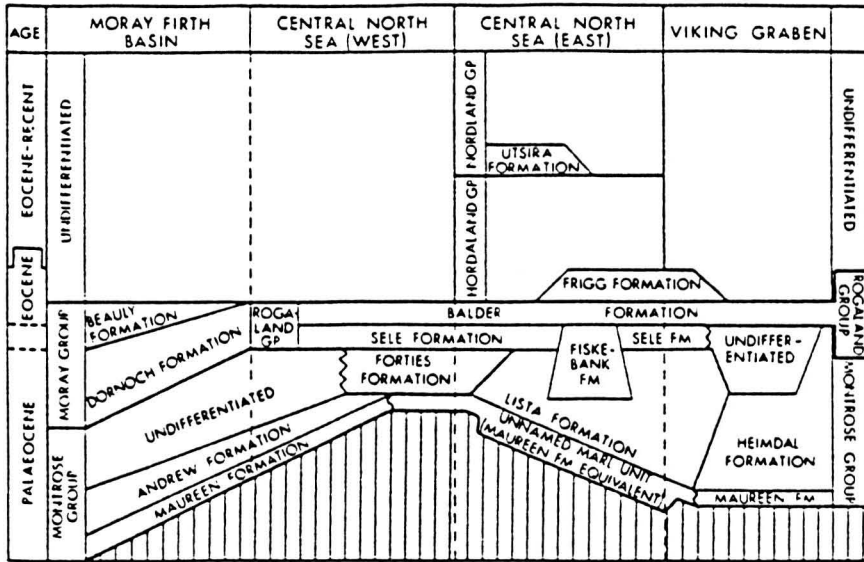 AGE
MORAY FIRTH
BASIN
CENTRAL NORTH
SEA (WEST)
CENTRAL NORTH
SEA (EAST)
VIKING GRABEN
EOCENE-RECENT
EOCENE
PALAEOCENE
UNDIFFERENTIATED
MORAY GROUP
MONTROSE
GROUP
BEAULY
FORMATION
DORNOCH FORMATION
UNDIFFERENTIATED
ANDREW FORMATION
MAUREEN FORMATION
ROGA-
LAND
GP
NORDLAND GP
HORDALAND GP
UTSIRA
FORMATION
FRIGG FORMATION
BALDER FORMATION
SELE FORMATION
FORTIES
FORMATION
FISKE-
BANK
FM
SELE FM
UNDIFFER-
ENTIATED
LISTA FORMATION
UNNAMED MARL UNIT
(MAUREEN FM EQUIVALENT)
HEIMDAL
FORMATION
MAUREEN FM
UNDIFFERENTIATED
ROGALAND
GROUP
MONTROSE GROUP